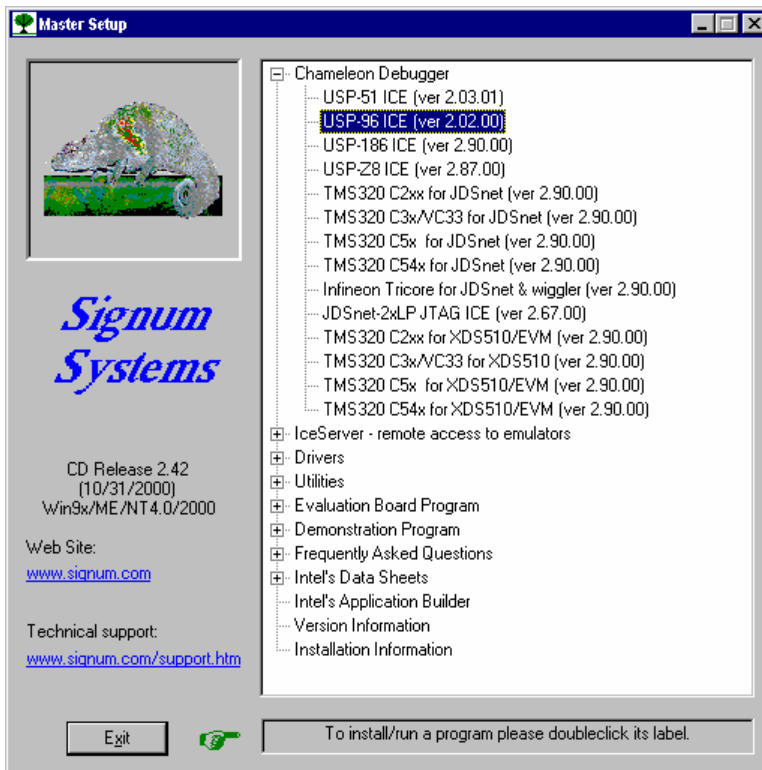 Master Setup
Chameleon Debugger
USP-51 ICE (ver 2.03.01)
USP-96 ICE (ver 2.02.00)
USP-186 ICE (ver 2.90.00)
USP-Z8 ICE (ver 2.87.00)
TMS320 C2xx for JDSnet (ver 2.90.00)
TMS320 C3x/VC33 for JDSnet (ver 2.90.00)
TMS320 C5x  for JDSnet (ver 2.90.00)
TMS320 C54x for JDSnet (ver 2.90.00)
Infineon Tricore for JDSnet & wiggler (ver 2.90.00)
JDSnet-2xLP JTAG ICE (ver 2.67.00)
TMS320 C2xx for XDS510/EVM (ver 2.90.00)
TMS320 C3x/VC33 for XDS510 (ver 2.90.00)
TMS320 C5x  for XDS510/EVM (ver 2.90.00)
TMS320 C54x for XDS510/EVM (ver 2.90.00)
IceServer - remote access to emulators
Drivers
Utilities
Evaluation Board Program
Demonstration Program
Frequently Asked Questions
Intel's Data Sheets
Intel's Application Builder
Version Information
Installation Information
Signum
Systems
CD Release 2.42
(10/31/2000)
Win9x/ME/NT4.0/2000
Web Site:
www.signum.com
Technical support:
www.signum.com/support.htm
Exit
To install/run a program please doubleclick its label.